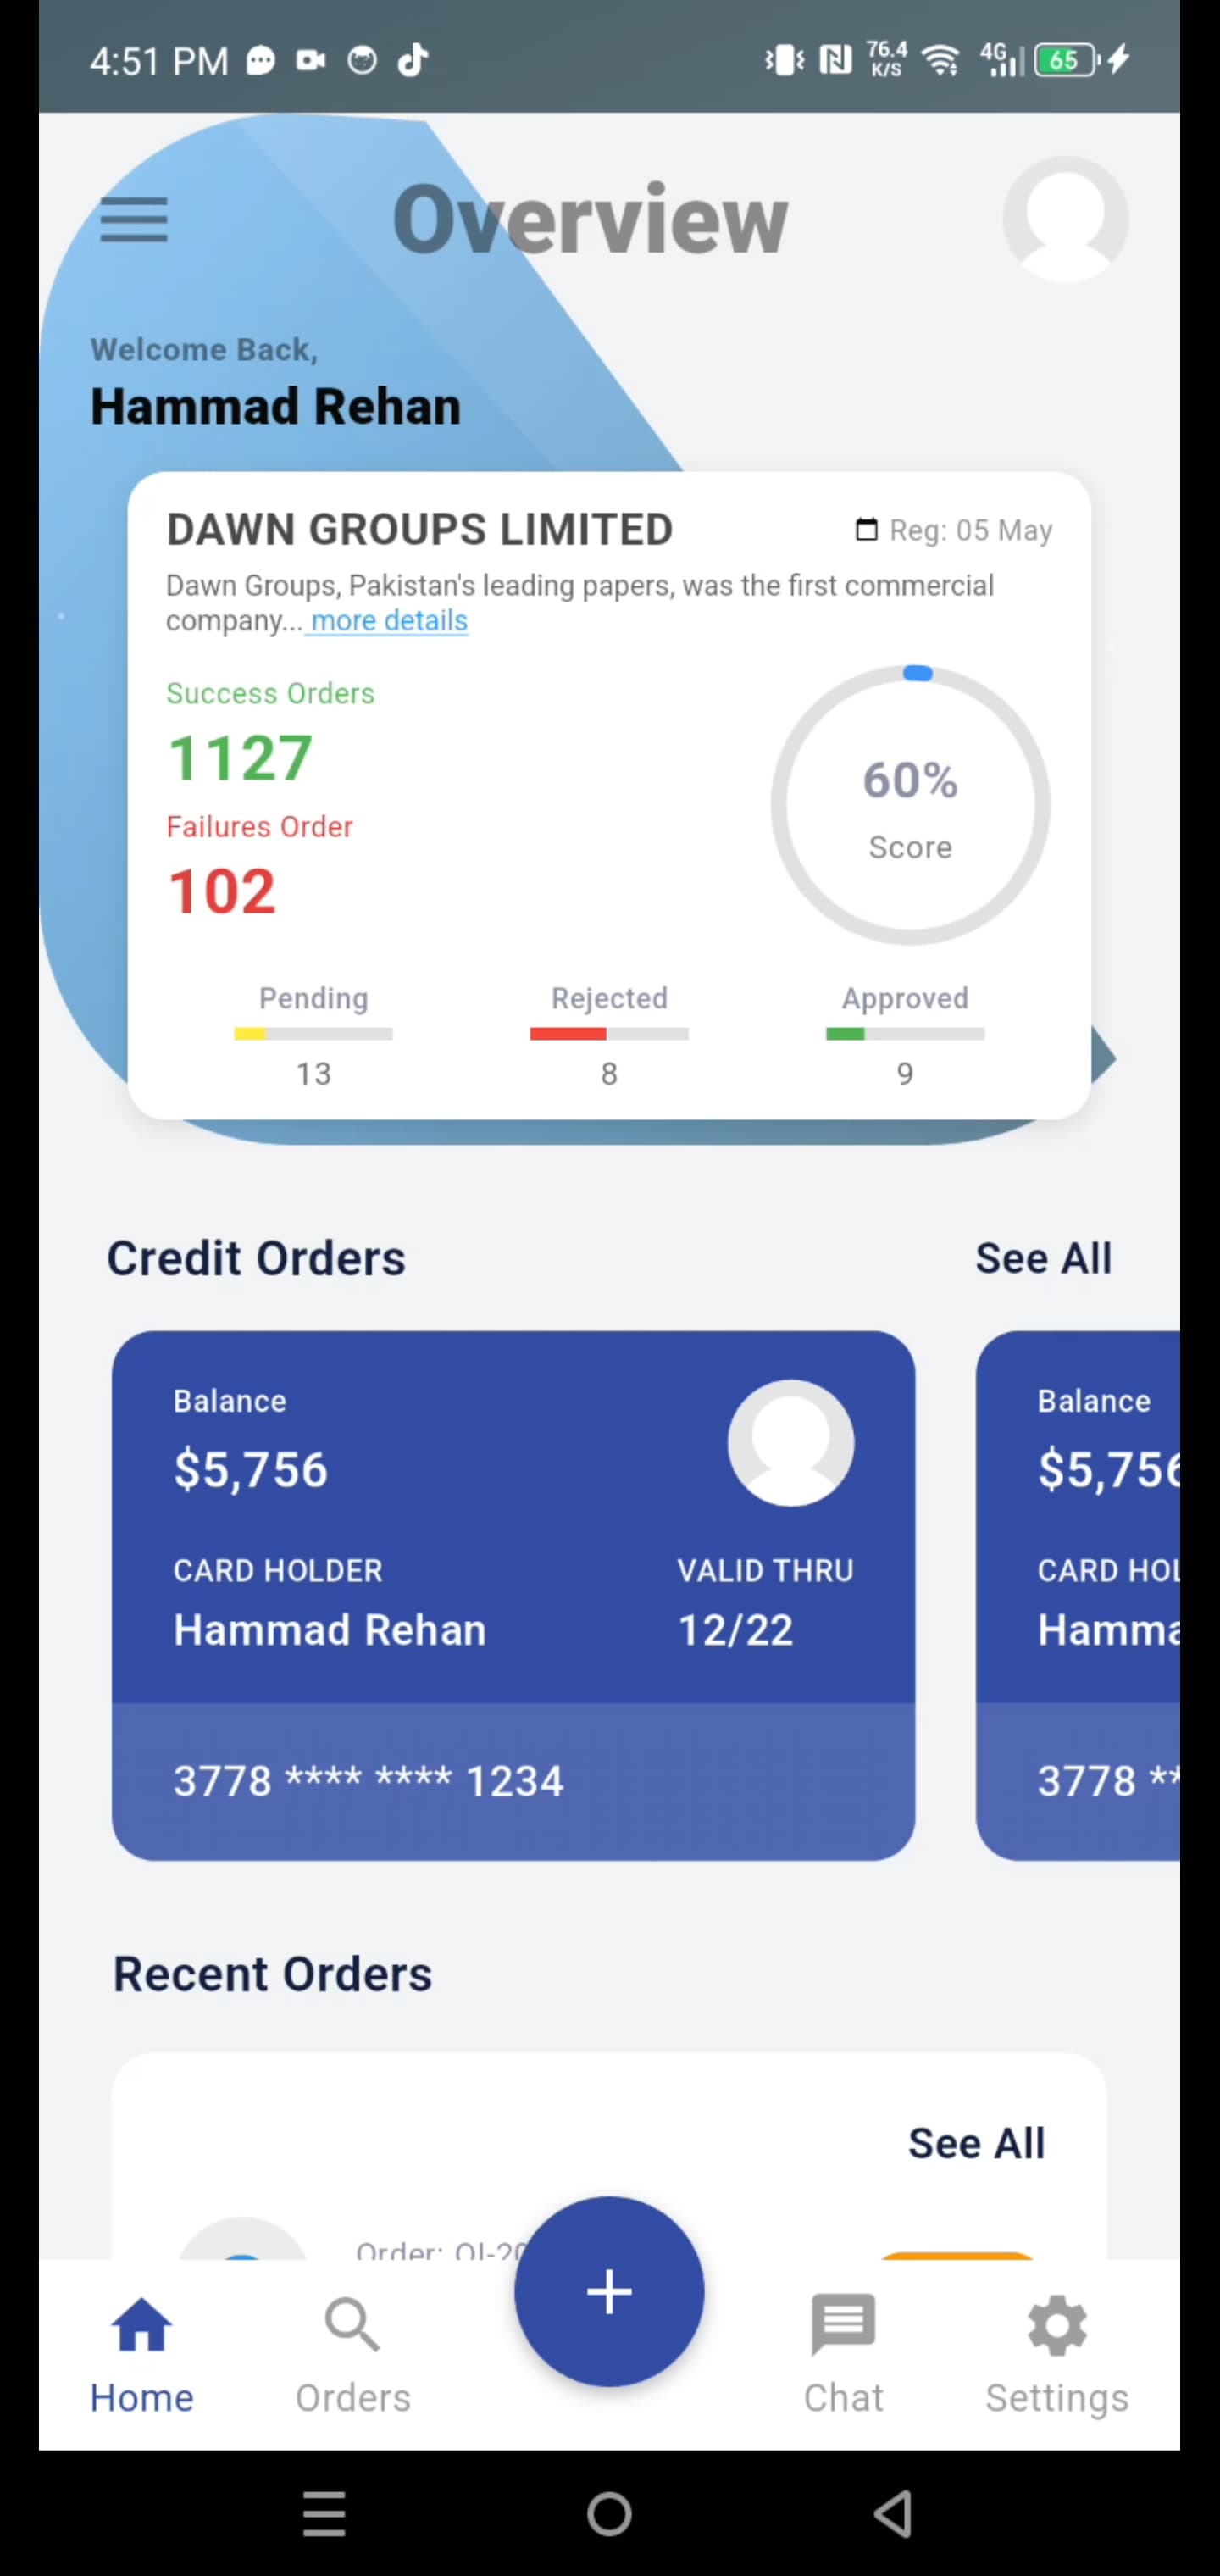 4:51 PM
76.4
K/S
4G
65
Overview
Welcome Back,
Hammad Rehan
DAWN GROUPS LIMITED
Reg: 05 May
Dawn Groups, Pakistan's leading papers, was the first commercial
company... more details
Success Orders
1127
Failures Order
102
60%
Score
Pending
Rejected
Approved
13
8
9
Credit Orders
See All
Balance
$5,756
CARD HOLDER
VALID THRU
Hammad Rehan
12/22
3778 **** **** 1234
Balance
$5,756
CARD HOL
Hamma
3778 **
Recent Orders
See All
Order: OI-20
Home
Orders
Chat
Settings